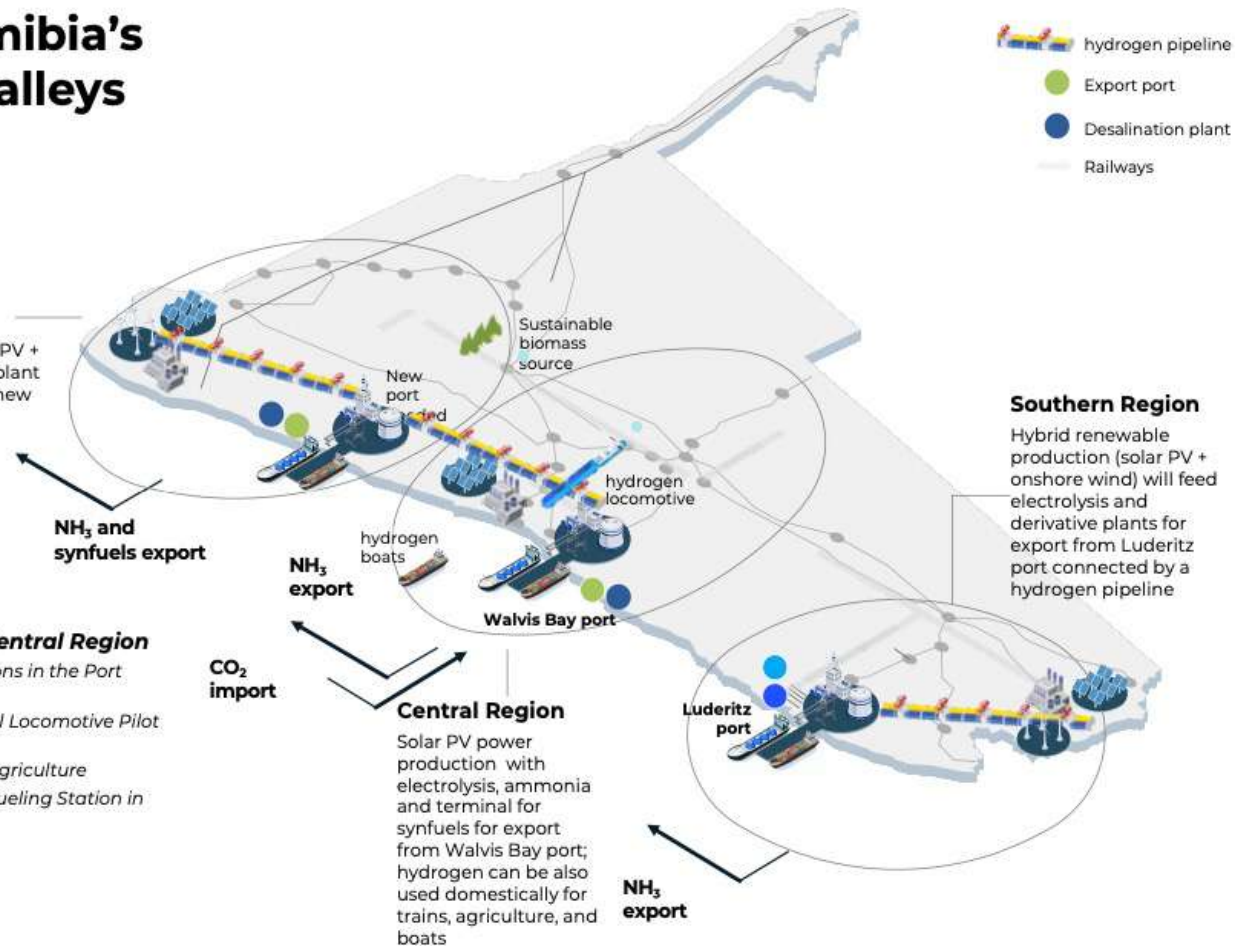 mibia's
alleys
hydrogen pipeline
Export port
Desalination plant
Railways
PV +
plant
new
NH₃ and
synfuels export
New
port
Sustainable
biomass
source
hydrogen
locomotive
hydrogen
boats
NH₃
export
CO₂
import
Walvis Bay port
entral Region
ons in the Port
l Locomotive Pilot
griculture
ueling Station in
Central Region
Solar PV power
production with
electrolysis, ammonia
and terminal for
synfuels for export
from Walvis Bay port;
hydrogen can be also
used domestically for
trains, agriculture, and
boats
Southern Region
Hybrid renewable
production (solar PV +
onshore wind) will feed
electrolysis and
derivative plants for
export from Luderitz
port connected by a
hydrogen pipeline
Luderitz
port
NH₃
export